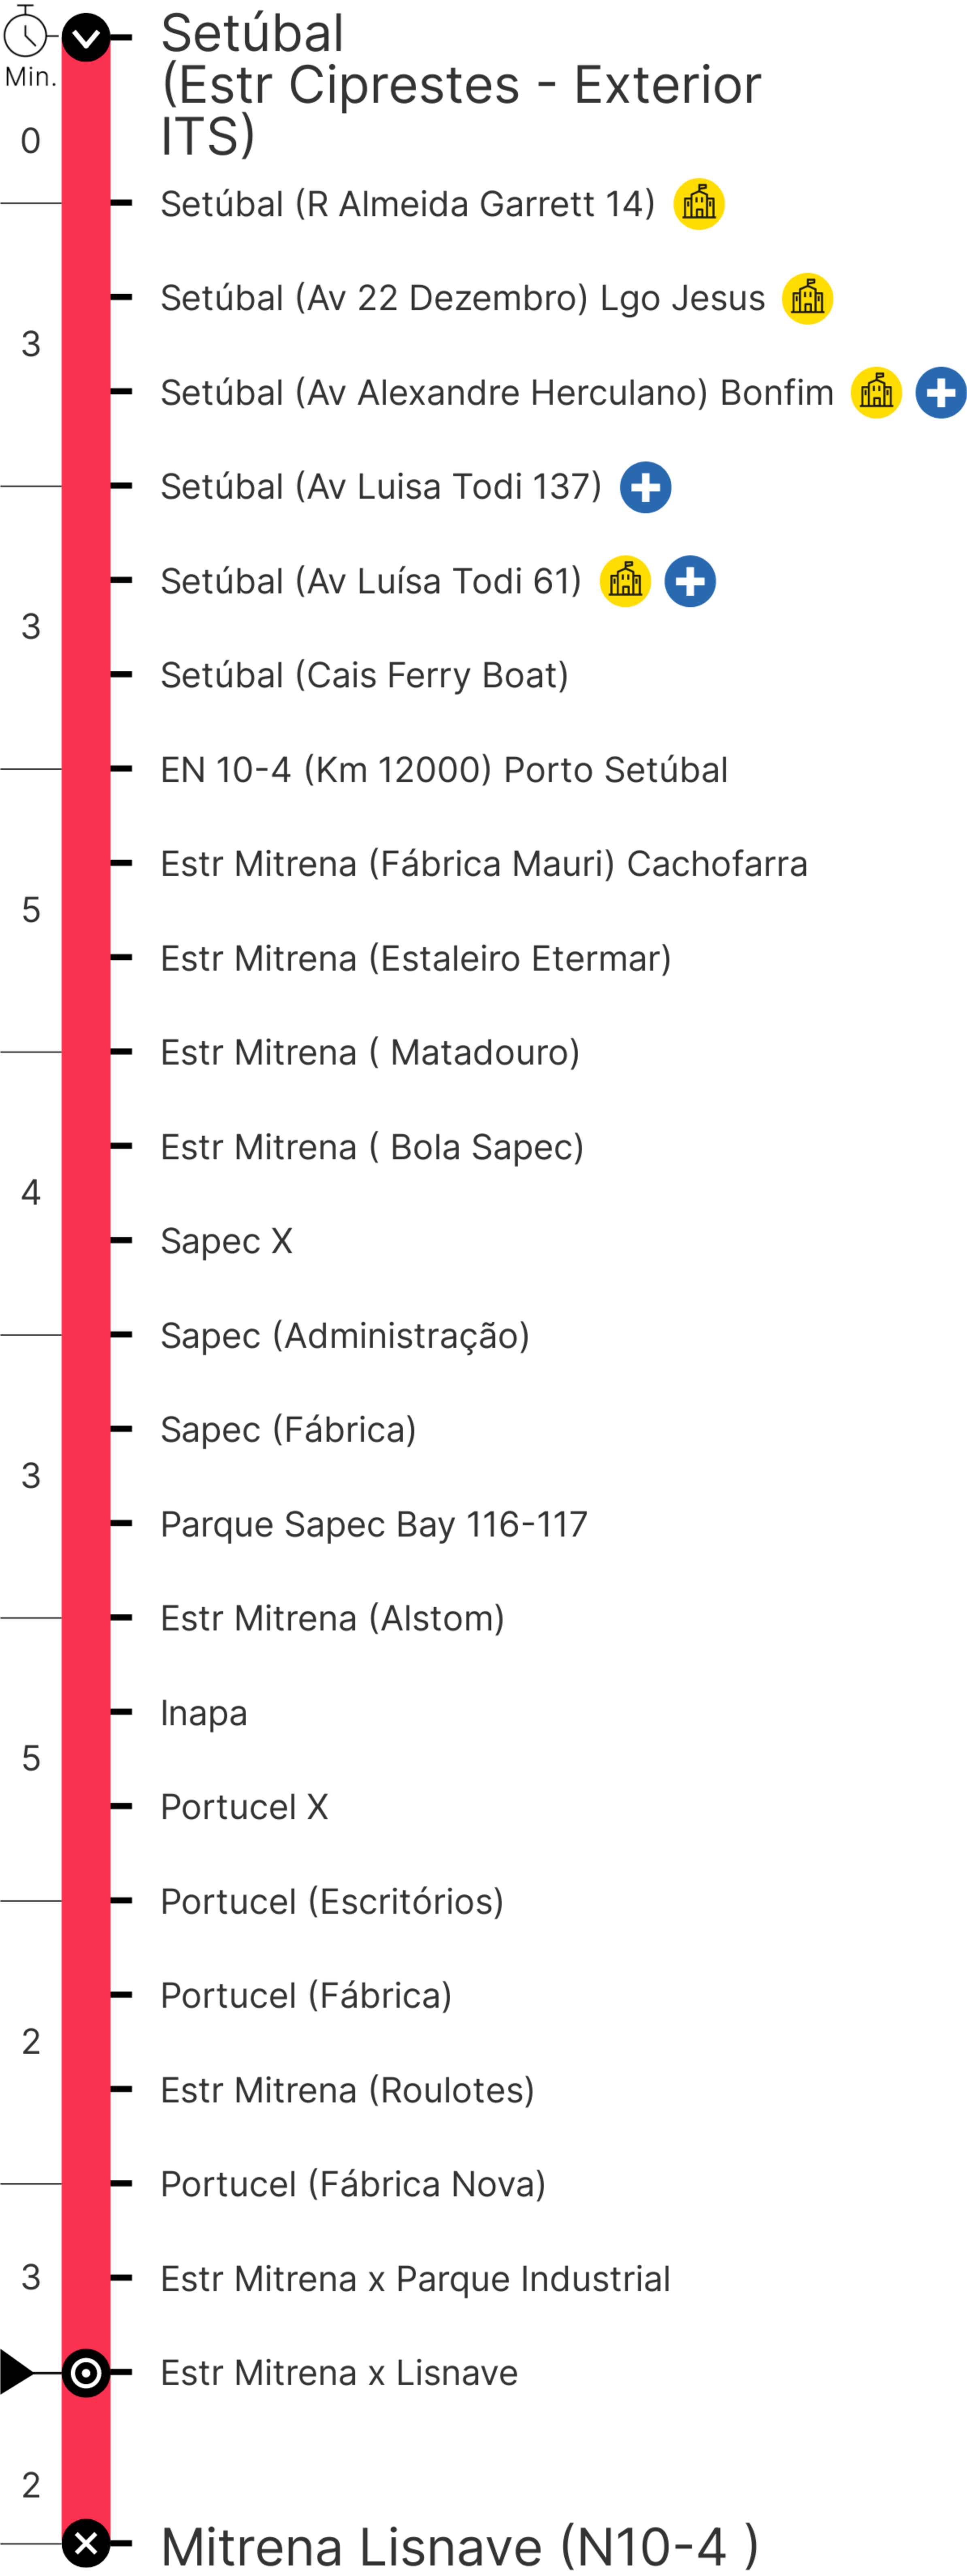 Setúbal
(Estr Ciprestes - Exterior
ITS)
Min.
0
Setúbal (R Almeida Garrett 14)
Setúbal (Av 22 Dezembro) Lgo Jesus
3
Setúbal (Av Alexandre Herculano) Bonfim
Setúbal (Av Luisa Todi 137)
Setúbal (Av Luísa Todi 61)
3
Setúbal (Cais Ferry Boat)
EN 10-4 (Km 12000) Porto Setúbal
Estr Mitrena (Fábrica Mauri) Cachofarra
5
Estr Mitrena (Estaleiro Etermar)
Estr Mitrena ( Matadouro)
Estr Mitrena ( Bola Sapec)
4
Sapec X
Sapec (Administração)
Sapec (Fábrica)
3
Parque Sapec Bay 116-117
Estr Mitrena (Alstom)
Inapa
5
Portucel X
Portucel (Escritórios)
Portucel (Fábrica)
2
Estr Mitrena (Roulotes)
Portucel (Fábrica Nova)
3
Estr Mitrena x Parque Industrial
Estr Mitrena x Lisnave
2
Mitrena Lisnave (N10-4 )